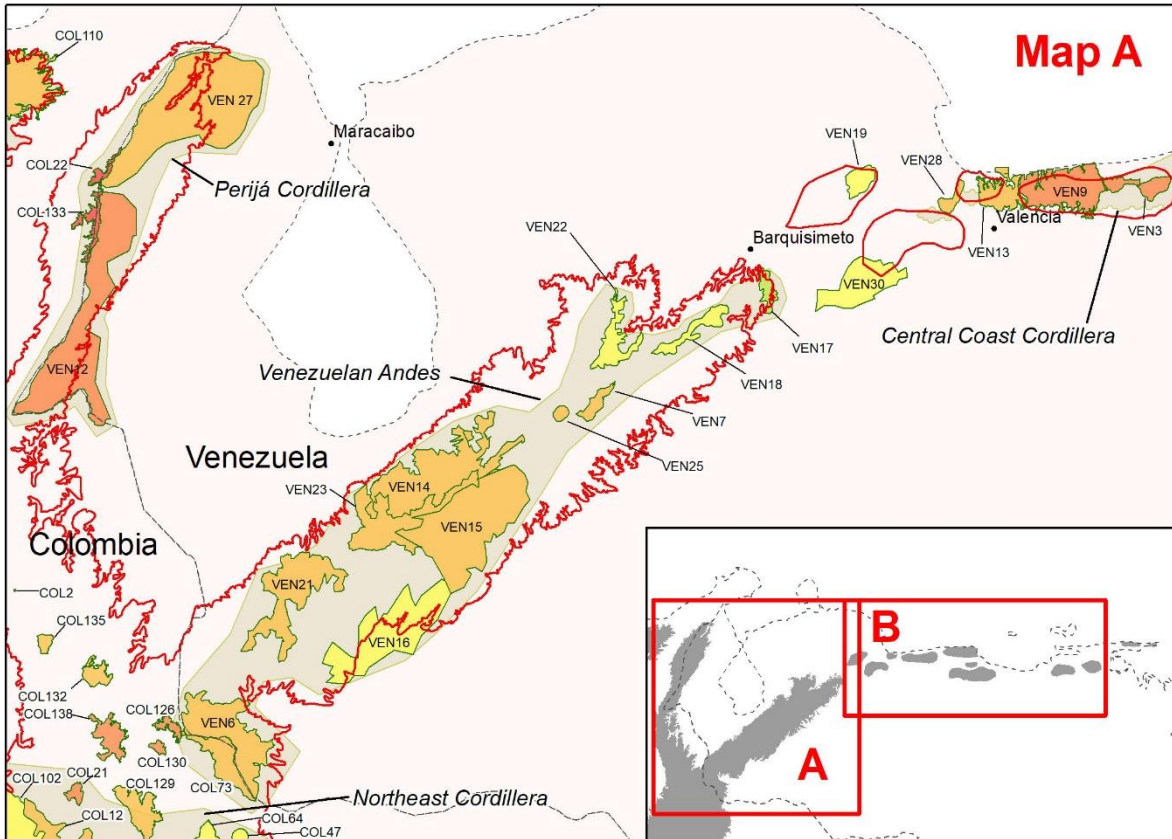 COL110
Map A
VEN 27
Maracaibo
VEN19
COL22
VEN28
Perijá Cordillera
VEN9
COL133
Valencia
VEN22
Barquisimeto
VEN13
VEN3
VEN30
Central Coast Cordillera
VEN17
VEN12
Venezuelan Andes
VEN18
VEN7
Venezuela
VEN25
VEN23
VEN14
VEN15
Colombia
VEN21
COL2
COL135
VEN16
B
COL132
COL138
COL126
VEN6
COL130
A
COL102
COL21
COL129
COL73
Northeast Cordillera
COL12
COL64
COL47